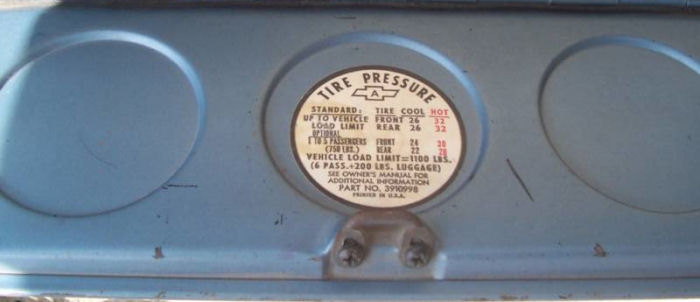 TIRE PRESSURE
A
STANDARD: TIRE COOL HOT
UP TO VEHICLE FRONT 26 32
LOAD LIMIT REAR 26 32
OPTIONAL
1 TO 5 PASSENGERS FRONT 24 30
(750 LBS.) REAR 22 28
VEHICLE LOAD LIMIT=1100 LBS.
(6 PASS.+200 LBS. LUGGAGE)
SEE OWNER'S MANUAL FOR
ADDITIONAL INFORMATION
PART NO. 3910998
PRINTED IN U.S.A.